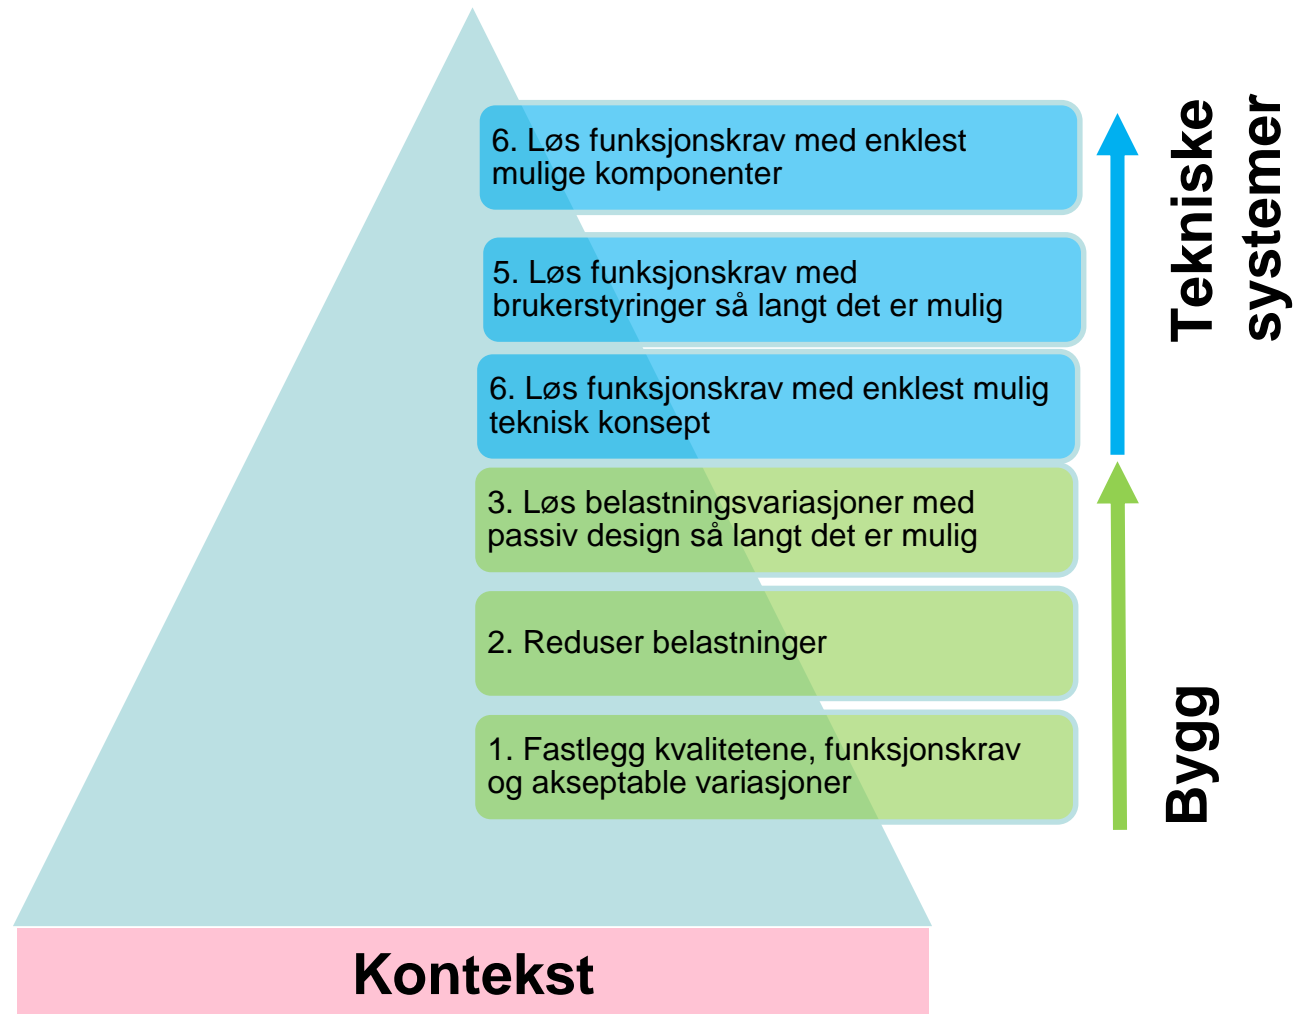 6. Løs funksjonskrav med enklest
mulige komponenter
5. Løs funksjonskrav med
brukerstyringer så langt det er mulig
6. Løs funksjonskrav med enklest mulig
teknisk konsept
3. Løs belastningsvariasjoner med
passiv design så langt det er mulig
2. Reduser belastninger
1. Fastlegg kvalitetene, funksjonskrav
og akseptable variasjoner
Tekniske
systemer
Bygg
Kontekst